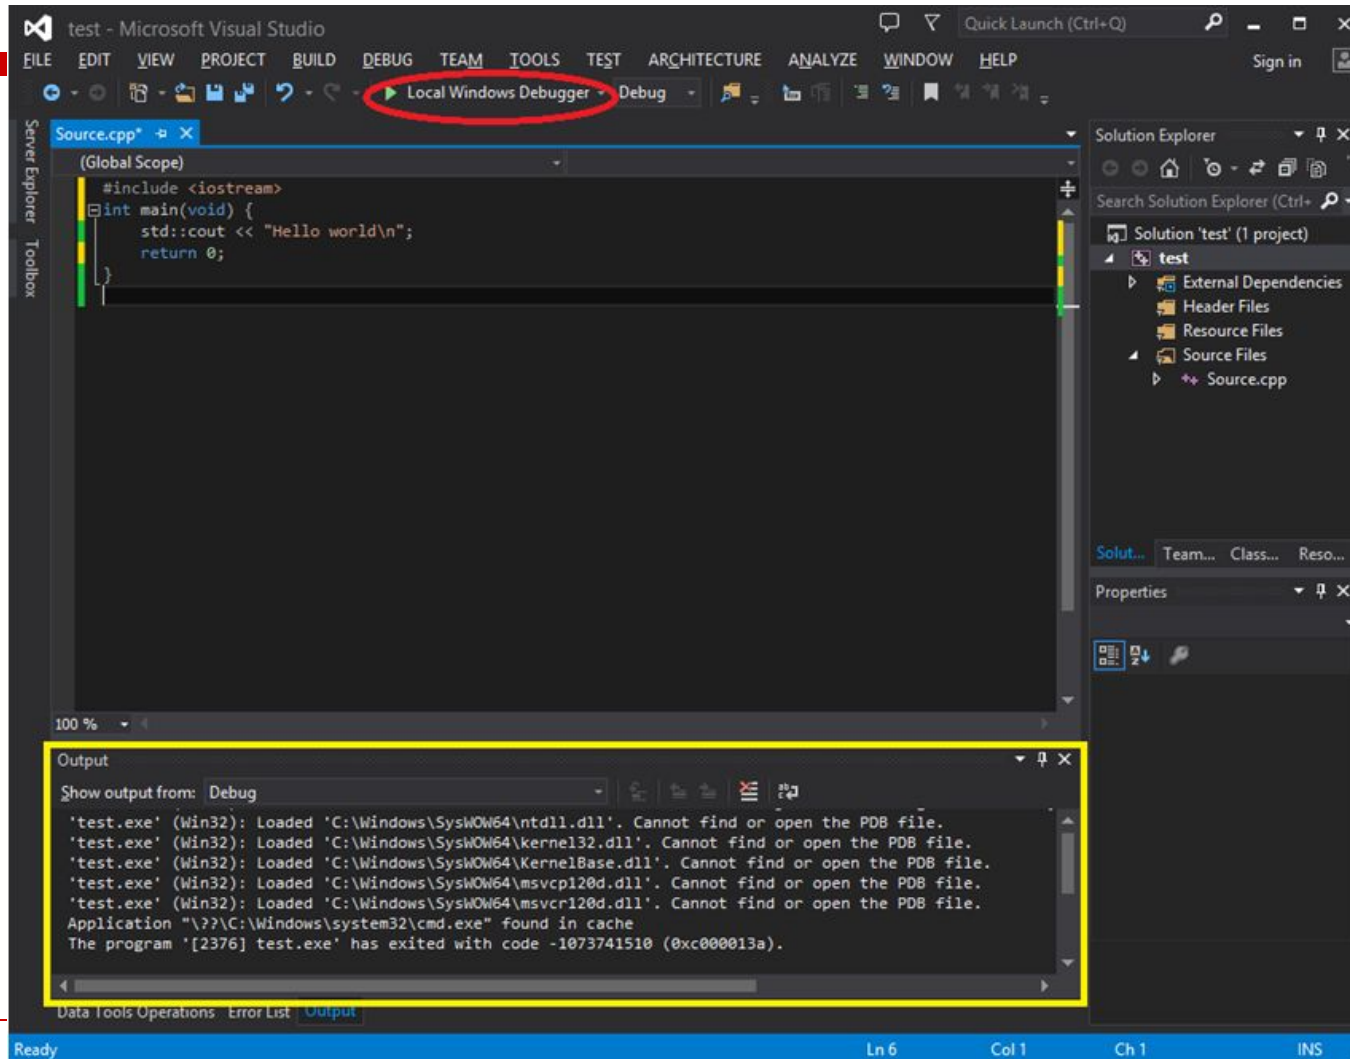 test - Microsoft Visual Studio
Quick Launch (Ctrl+Q)
FILE EDIT VIEW PROJECT BUILD DEBUG TEAM TOOLS TEST ARCHITECTURE ANALYZE WINDOW HELP
Sign in
Local Windows Debugger Debug
Server Explorer
Toolbox
Source.cpp*
(Global Scope)
#include <iostream>
int main(void) {
std::cout << "Hello world\n";
return 0;
}
100 %
Solution Explorer
Search Solution Explorer (Ctrl+
Solution 'test' (1 project)
test
External Dependencies
Header Files
Resource Files
Source Files
Source.cpp
Solut... Team... Class... Reso...
Properties
Output
Show output from: Debug
'test.exe' (Win32): Loaded 'C:\Windows\SysWOW64\ntdll.dll'. Cannot find or open the PDB file.
'test.exe' (Win32): Loaded 'C:\Windows\SysWOW64\kernel32.dll'. Cannot find or open the PDB file.
'test.exe' (Win32): Loaded 'C:\Windows\SysWOW64\KernelBase.dll'. Cannot find or open the PDB file.
'test.exe' (Win32): Loaded 'C:\Windows\SysWOW64\msvcp120d.dll'. Cannot find or open the PDB file.
'test.exe' (Win32): Loaded 'C:\Windows\SysWOW64\msvcr120d.dll'. Cannot find or open the PDB file.
Application "\??\C:\Windows\system32\cmd.exe" found in cache
The program '[2376] test.exe' has exited with code -1073741510 (0xc000013a).
Data Tools Operations Error List Output
Ready
Ln 6 Col 1 Ch 1 INS